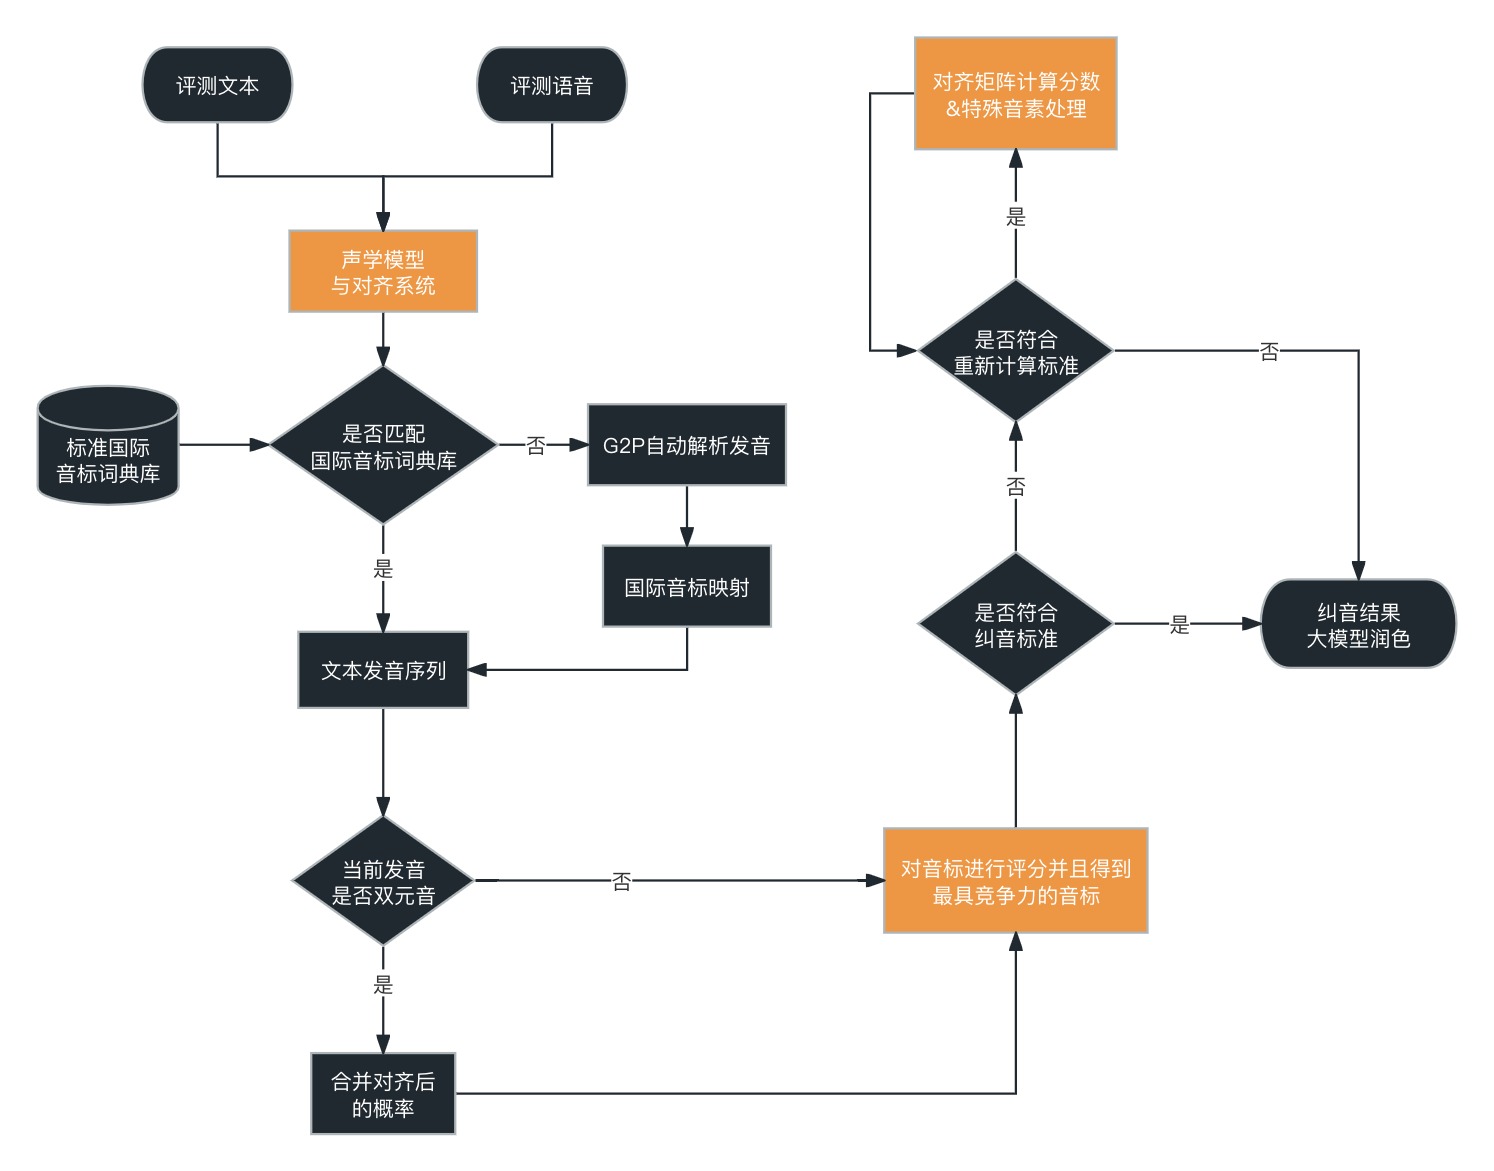 评测文本
评测语音
声学模型
与对齐系统
标准国际
音标词典库
是否匹配
国际音标词典库
否
G2P自动解析发音
国际音标映射
是
文本发音序列
当前发音
是否双元音
否
是
合并对齐后
的概率
对音标进行评分并且得到
最具竞争力的音标
是否符合
纠音标准
是
否
是否符合
重新计算标准
是
否
对齐矩阵计算分数
&特殊音素处理
纠音结果
大模型润色